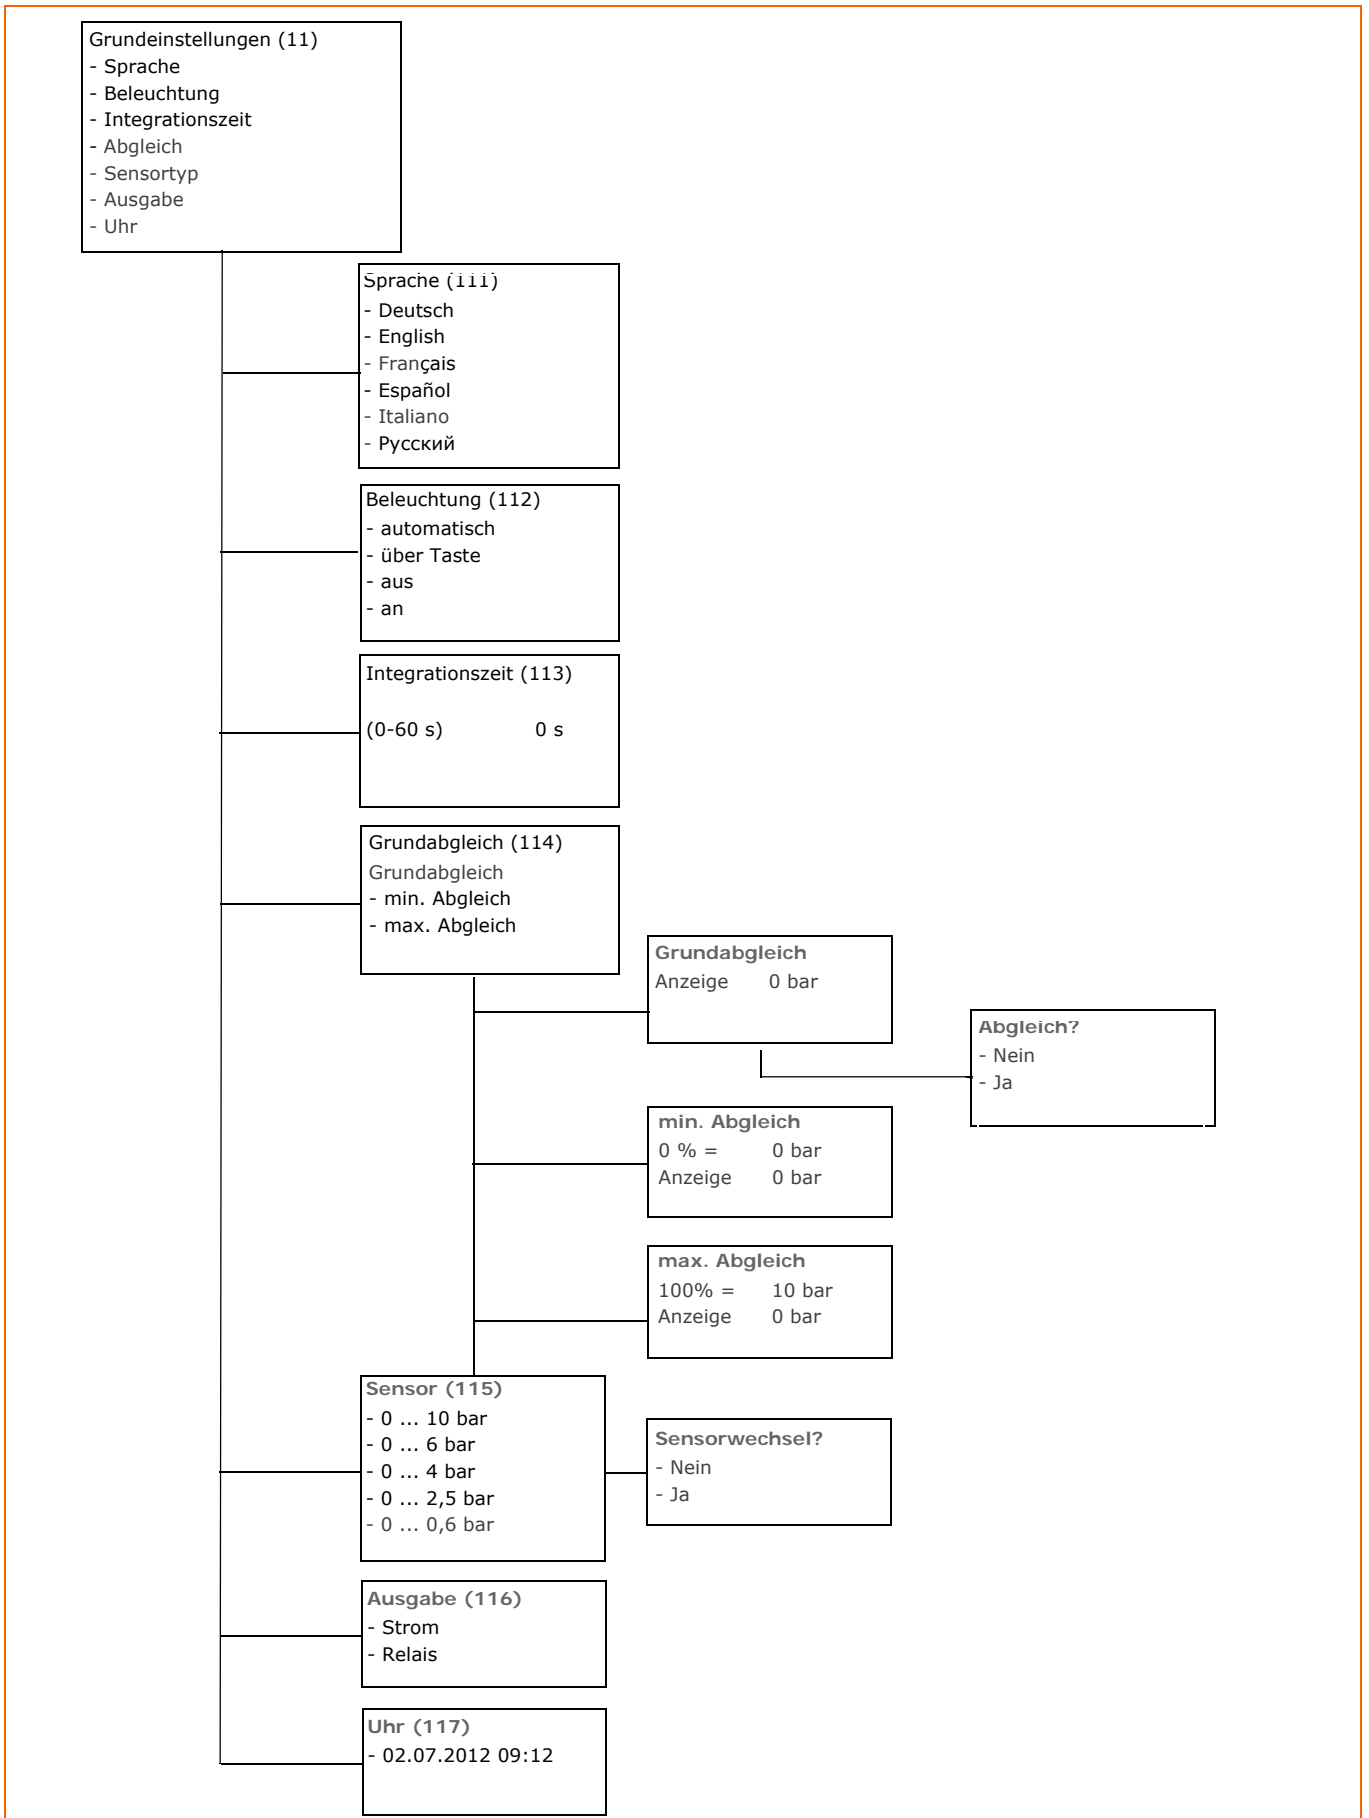 Grundeinstellungen (11)
- Sprache
- Beleuchtung
- Integrationszeit
- Abgleich
- Sensortyp
- Ausgabe
- Uhr
Sprache (111)
- Deutsch
- English
- Français
- Español
- Italiano
- Русский
Beleuchtung (112)
- automatisch
- über Taste
- aus
- an
Integrationszeit (113)
(0-60 s) 0 s
Grundabgleich (114)
Grundabgleich
- min. Abgleich
- max. Abgleich
Grundabgleich
Anzeige 0 bar
Abgleich?
- Nein
- Ja
min. Abgleich
0 % = 0 bar
Anzeige 0 bar
max. Abgleich
100% = 10 bar
Anzeige 0 bar
Sensor (115)
- 0 ... 10 bar
- 0 ... 6 bar
- 0 ... 4 bar
- 0 ... 2,5 bar
- 0 ... 0,6 bar
Sensorwechsel?
- Nein
- Ja
Ausgabe (116)
- Strom
- Relais
Uhr (117)
- 02.07.2012 09:12